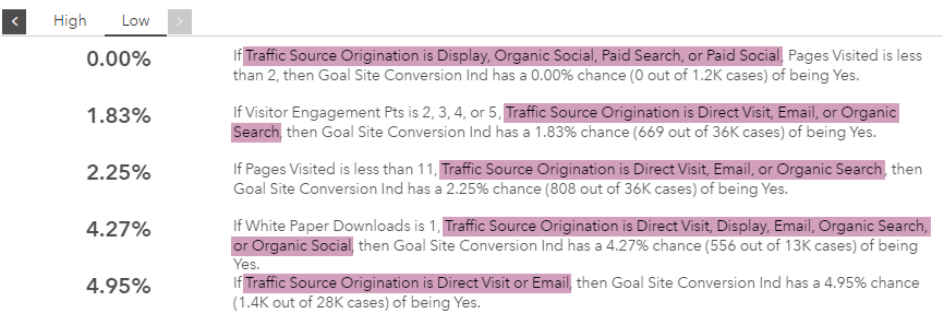 < High Low >
0.00% If Traffic Source Origination is Display, Organic Social, Paid Search, or Paid Social, Pages Visited is less
than 2, then Goal Site Conversion Ind has a 0.00% chance (0 out of 1.2K cases) of being Yes.
1.83% If Visitor Engagement Pts is 2, 3, 4, or 5, Traffic Source Origination is Direct Visit, Email, or Organic
Search, then Goal Site Conversion Ind has a 1.83% chance (669 out of 36K cases) of being Yes.
2.25% If Pages Visited is less than 11, Traffic Source Origination is Direct Visit, Email, or Organic Search, then
Goal Site Conversion Ind has a 2.25% chance (808 out of 36K cases) of being Yes.
4.27% If White Paper Downloads is 1, Traffic Source Origination is Direct Visit, Display, Email, Organic Search,
or Organic Social, then Goal Site Conversion Ind has a 4.27% chance (556 out of 13K cases) of being
Yes.
4.95% If Traffic Source Origination is Direct Visit or Email, then Goal Site Conversion Ind has a 4.95% chance
(1.4K out of 28K cases) of being Yes.